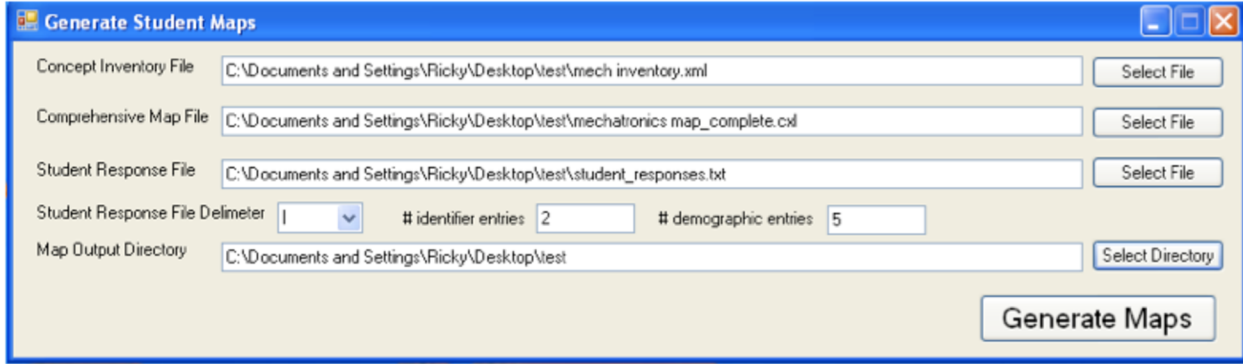 Generate Student Maps
Concept Inventory File C:\Documents and Settings\Ricky\Desktop\test\mech inventory.xml Select File
Comprehensive Map File C:\Documents and Settings\Ricky\Desktop\test\mechatronics map_complete.cxl Select File
Student Response File C:\Documents and Settings\Ricky\Desktop\test\student_responses.txt Select File
Student Response File Delimeter | # identifier entries 2 # demographic entries 5
Map Output Directory C:\Documents and Settings\Ricky\Desktop\test Select Directory
Generate Maps